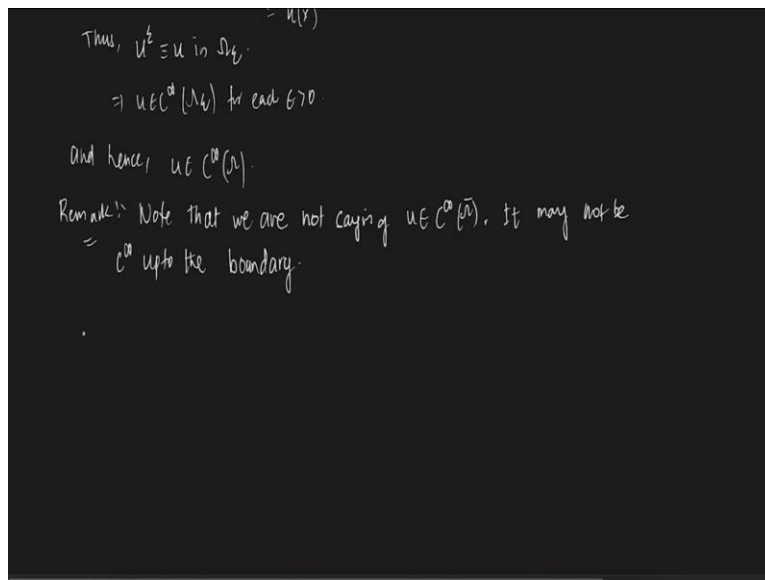 = u(x)
Thus, u^ε ≡ u in Ω_ε.
⇒ u ∈ C^∞(Ω_ε) for each ε>0.
and hence, u ∈ C^∞(Ω).
Remark:- Note that we are not saying u ∈ C^∞(Ω̄). It may not be
C^∞ upto the boundary.